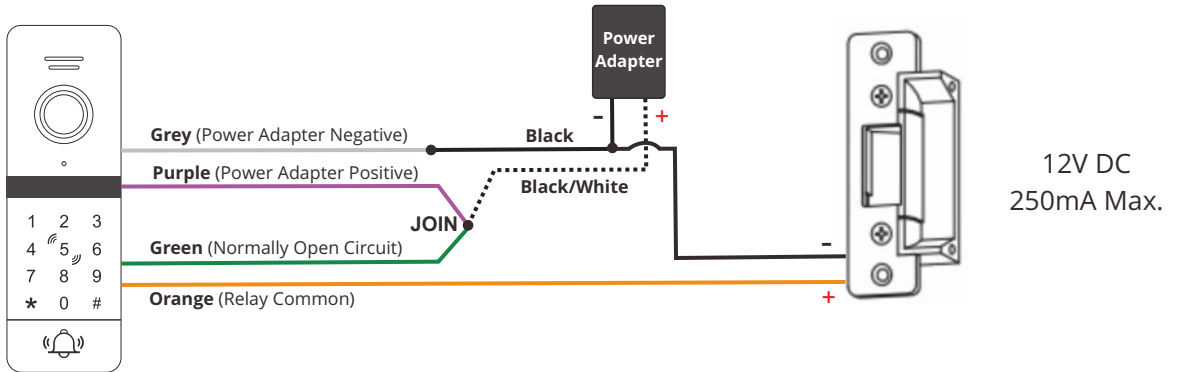 Power
Adapter
-
+
Grey (Power Adapter Negative)
Black
Purple (Power Adapter Positive)
Black/White
JOIN
Green (Normally Open Circuit)
Orange (Relay Common)
-
+
12V DC
250mA Max.
1 2 3
4 5 6
7 8 9
* 0 #